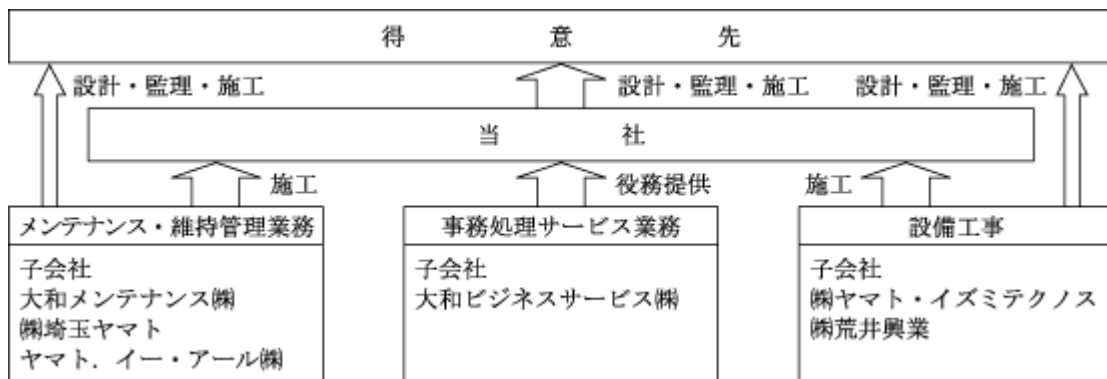 得意先
設計・監理・施工
設計・監理・施工
設計・監理・施工
当社
施工
役務提供
施工
メンテナンス・維持管理業務
子会社
大和メンテナンス㈱
㈱埼玉ヤマト
ヤマト．イー・アール㈱
事務処理サービス業務
子会社
大和ビジネスサービス㈱
設備工事
子会社
㈱ヤマト・イズミテクノス
㈱荒井興業